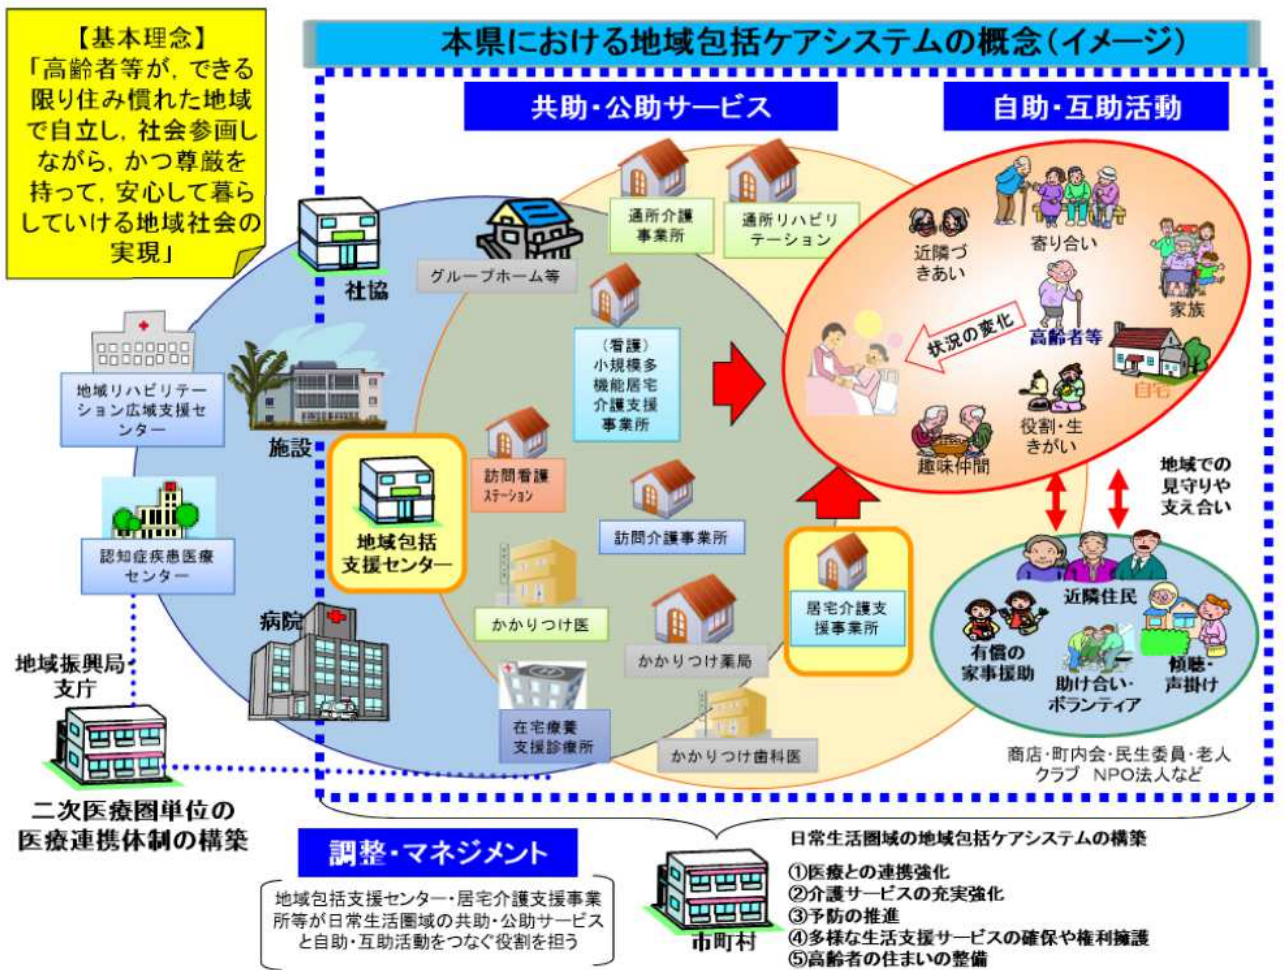 本県における地域包括ケアシステムの概念(イメージ)
【基本理念】
「高齢者等が，できる
限り住み慣れた地域
で自立し，社会参画し
ながら，かつ尊厳を
持って，安心して暮ら
していける地域社会の
実現」
共助・公助サービス
自助・互助活動
通所介護
事業所
通所リハビリ
テーション
社協
グループホーム等
近隣づ
きあい
寄り合い
家族
地域リハビリテー
ション広域支援セ
ンター
施設
(看護)
小規模多
機能居宅
介護支援
事業所
状況の変化
高齢者等
自宅
役割・生
きがい
趣味仲間
訪問看護
ステーション
訪問介護事業所
地域での
見守りや
支え合い
認知症疾患医療
センター
地域包括
支援センター
かかりつけ医
居宅介護支
援事業所
近隣住民
病院
かかりつけ薬局
有償の
家事援助
助け合い・
ボランティア
傾聴・
声掛け
地域振興局・
支庁
在宅療養
支援診療所
かかりつけ歯科医
商店・町内会・民生委員・老人
クラブ NPO法人など
二次医療圏単位の
医療連携体制の構築
調整・マネジメント
地域包括支援センター・居宅介護支援事業
所等が日常生活圏域の共助・公助サービス
と自助・互助活動をつなぐ役割を担う
市町村
日常生活圏域の地域包括ケアシステムの構築
①医療との連携強化
②介護サービスの充実強化
③予防の推進
④多様な生活支援サービスの確保や権利擁護
⑤高齢者の住まいの整備